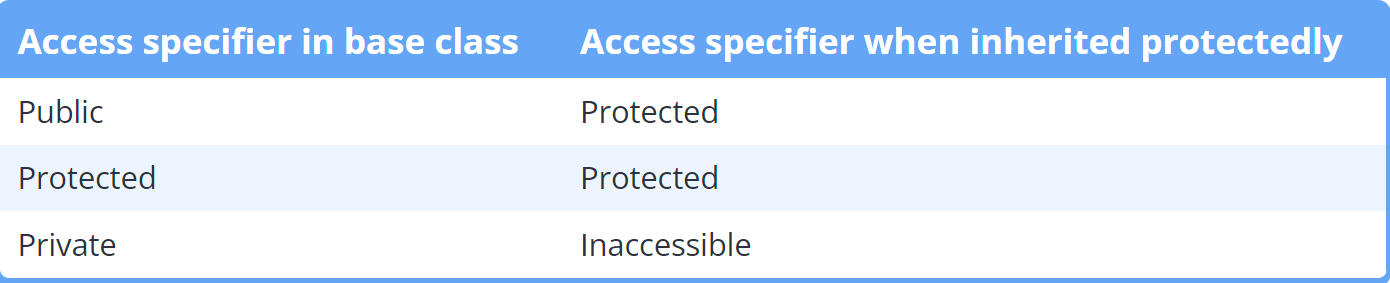 Access specifier in base class Access specifier when inherited protectedly
Public Protected
Protected Protected
Private Inaccessible